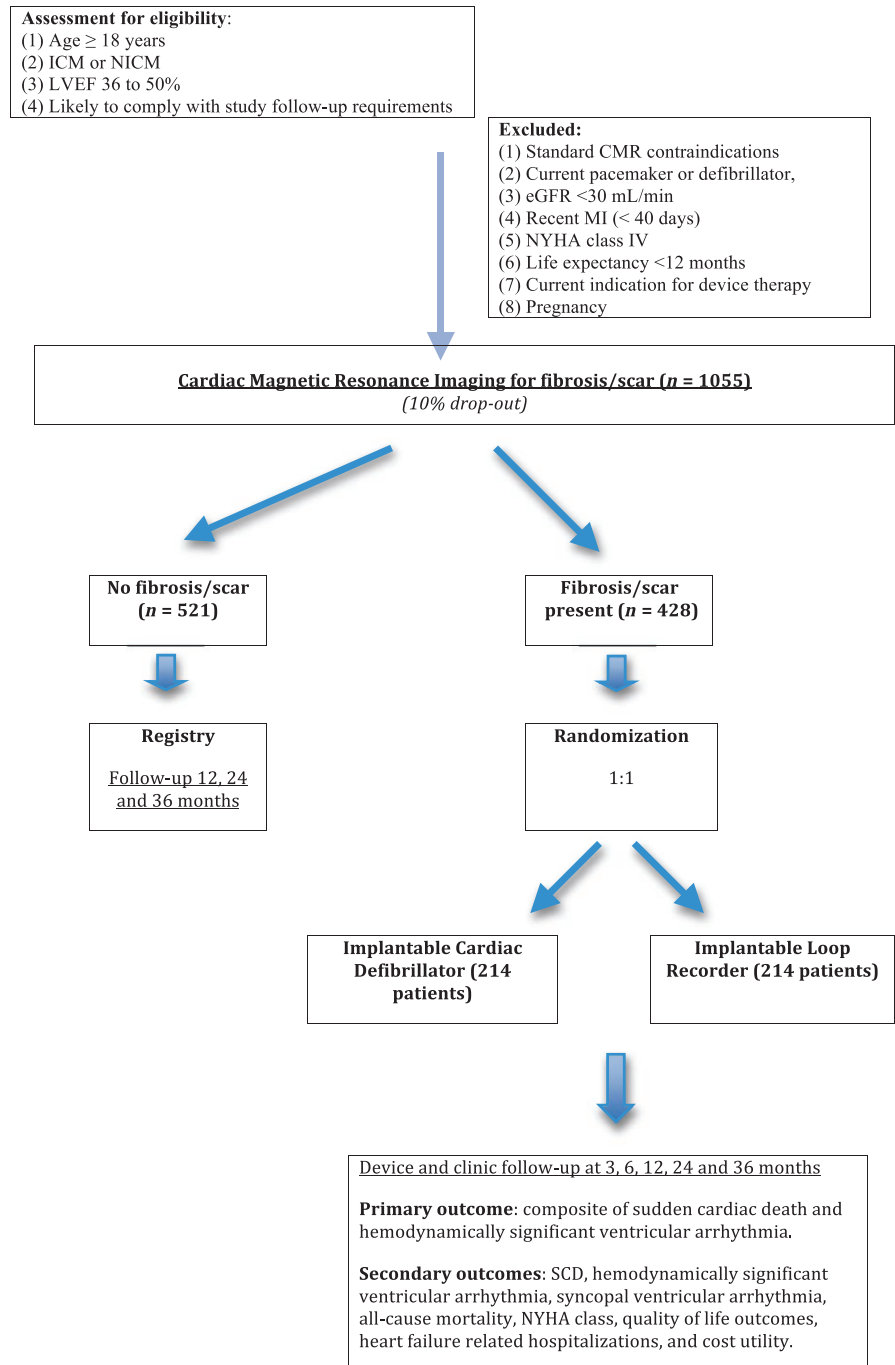 Assessment for eligibility:
(1) Age ≥ 18 years
(2) ICM or NICM
(3) LVEF 36 to 50%
(4) Likely to comply with study follow-up requirements
Excluded:
(1) Standard CMR contraindications
(2) Current pacemaker or defibrillator,
(3) eGFR <30 mL/min
(4) Recent MI (< 40 days)
(5) NYHA class IV
(6) Life expectancy <12 months
(7) Current indication for device therapy
(8) Pregnancy
Cardiac Magnetic Resonance Imaging for fibrosis/scar (n = 1055)
(10% drop-out)
No fibrosis/scar
(n = 521)
Fibrosis/scar
present (n = 428)
Registry
Follow-up 12, 24
and 36 months
Randomization
1:1
Implantable Cardiac
Defibrillator (214
patients)
Implantable Loop
Recorder (214 patients)
Device and clinic follow-up at 3, 6, 12, 24 and 36 months
Primary outcome: composite of sudden cardiac death and
hemodynamically significant ventricular arrhythmia.
Secondary outcomes: SCD, hemodynamically significant
ventricular arrhythmia, syncopal ventricular arrhythmia,
all-cause mortality, NYHA class, quality of life outcomes,
heart failure related hospitalizations, and cost utility.